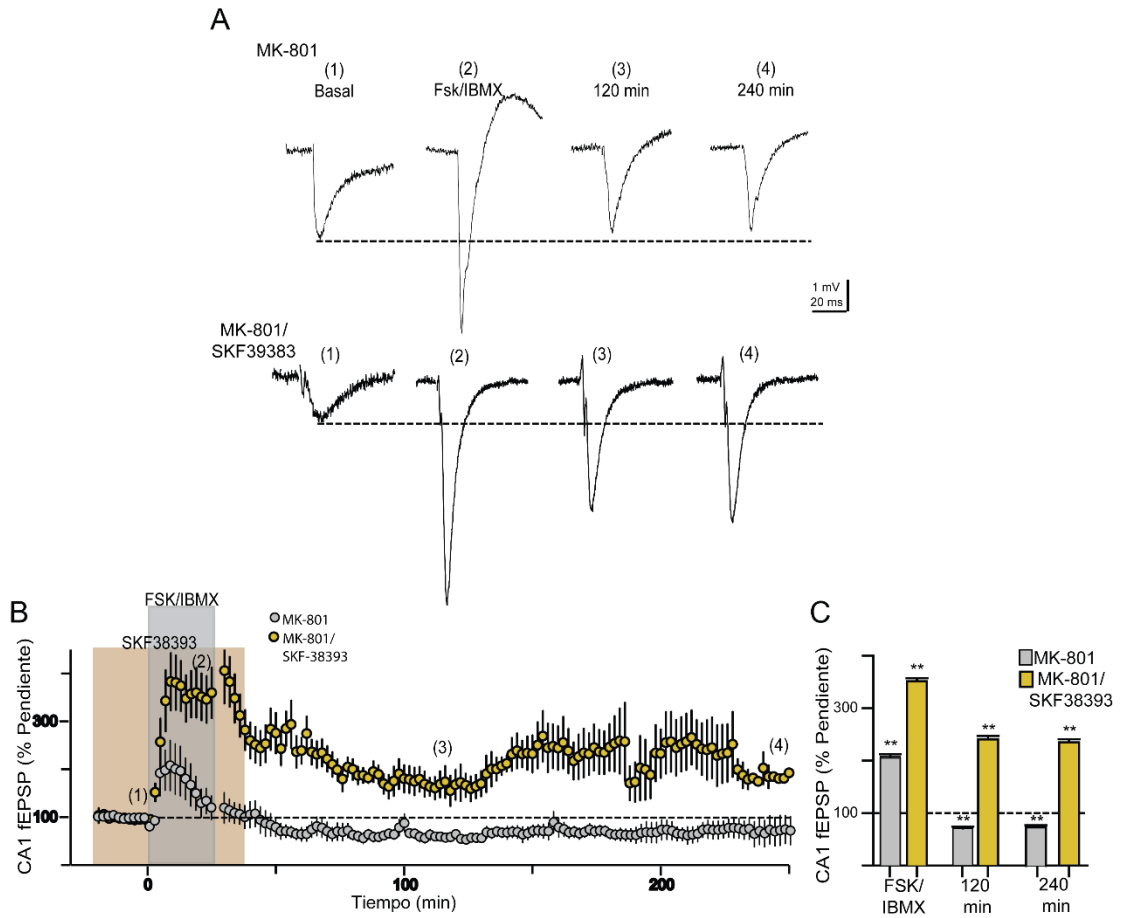 A
MK-801
(1) (2) (3) (4)
Basal Fsk/IBMX 120 min 240 min
1 mV
20 ms
MK-801/
SKF39383
(1) (2) (3) (4)
B
FSK/IBMX
SKF38393
MK-801
MK-801/
SKF-38393
(1) (2) (3) (4)
CA1 fEPSP (% Pendiente)
300
100
0 100 200
Tiempo (min)
C
MK-801
MK-801/
SKF38393
CA1 fEPSP (% Pendiente)
300
100
** ** ** ** ** **
FSK/ 120 240
IBMX min min